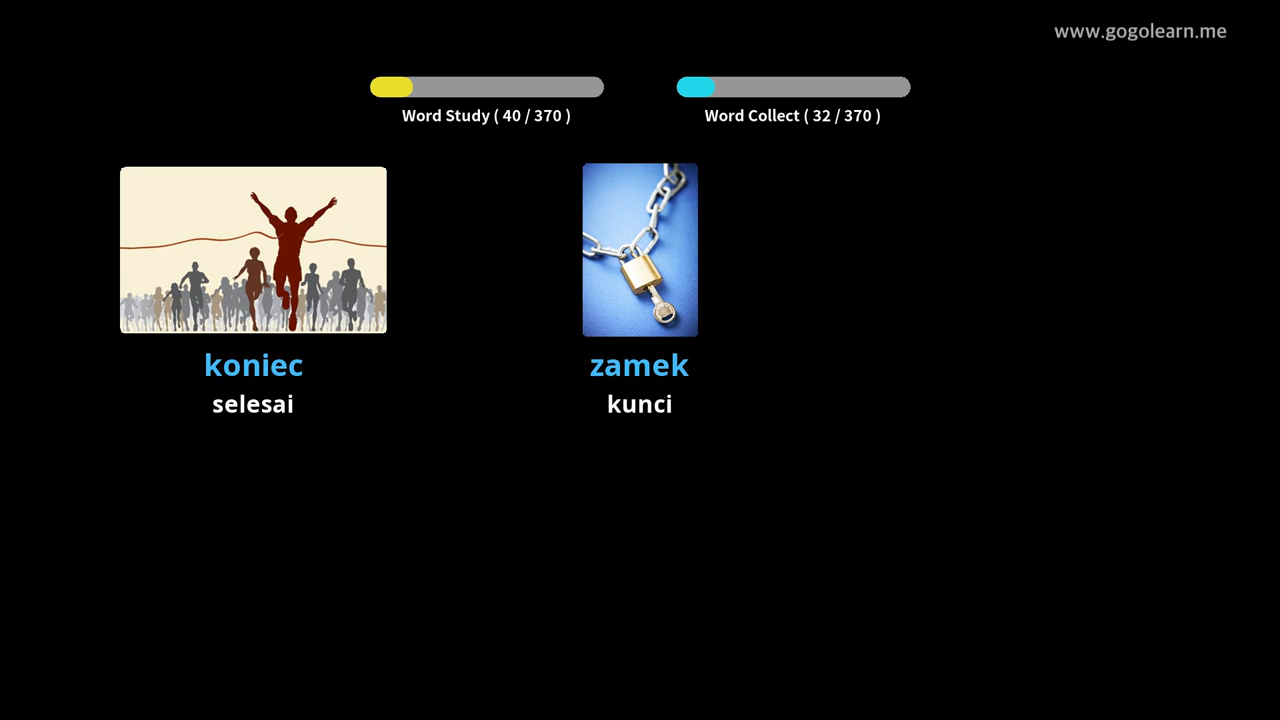 www.gogolearn.me
Word Study ( 40 / 370 )
Word Collect ( 32 / 370 )
koniec
selesai
zamek
kunci